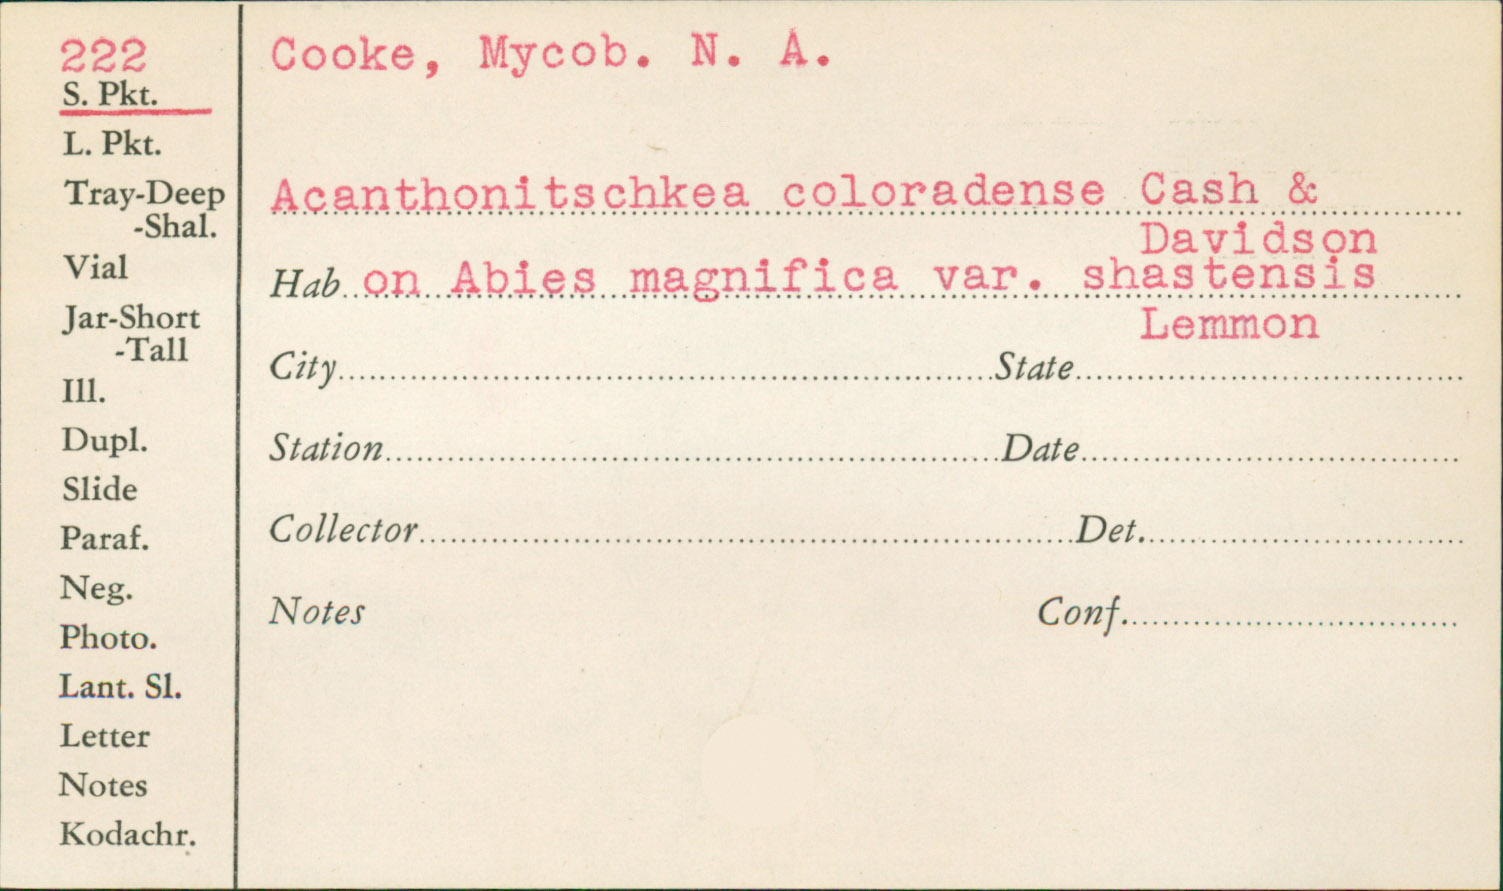 222
S. Pkt.
L. Pkt.
Tray-Deep
-Shal.
Vial
Jar-Short
-Tall
Ill.
Dupl.
Slide
Paraf.
Neg.
Photo.
Lant. Sl.
Letter
Notes
Kodachr.
Cooke, Mycob. N. A.
Acanthonitschkea coloradense Cash &
Davidson
Hab. on Abies magnifica var. shastensis
Lemmon
City State
Station Date
Collector Det.
Notes Conf.